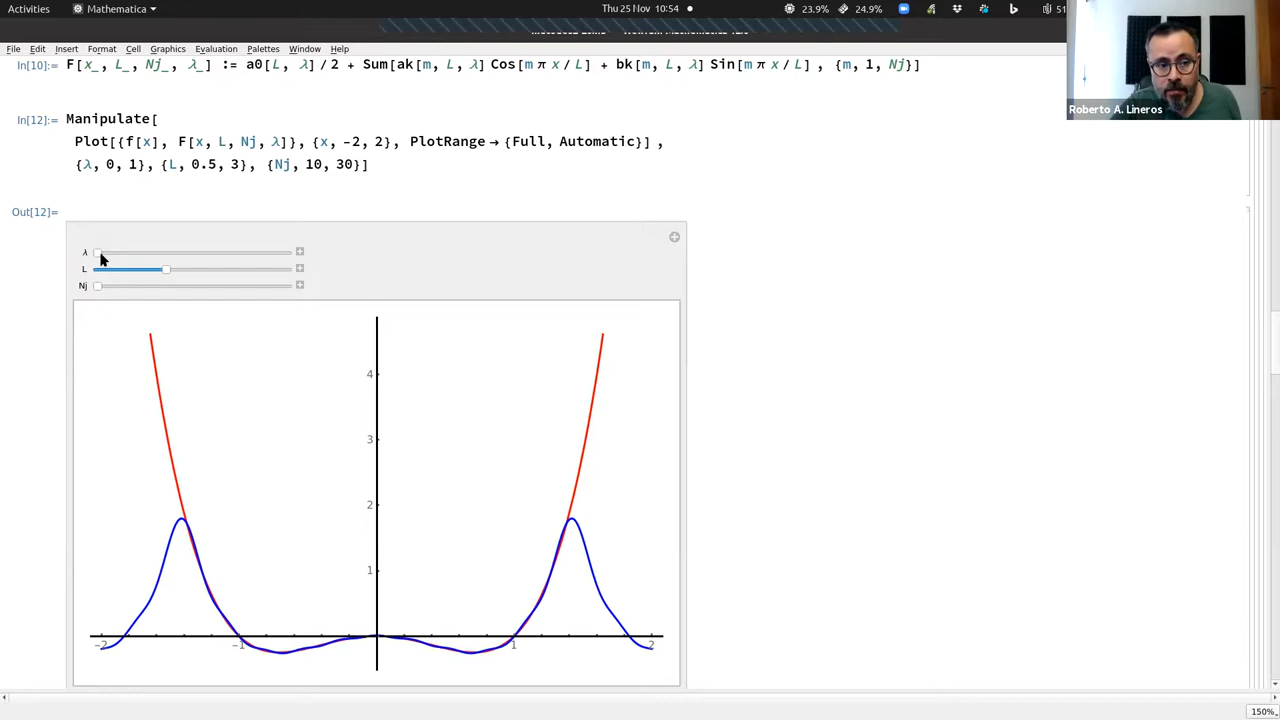 Activities Mathematica Thu 25 Nov 10:54 23.9% 24.9%
File Edit Insert Format Cell Graphics Evaluation Palettes Window Help
Roberto A. Lineros
In[10]:= F[x_, L_, Nj_, λ_] := a0[L, λ]/2 + Sum[ak[m, L, λ] Cos[m π x/L] + bk[m, L, λ] Sin[m π x/L] , {m, 1, Nj}]
In[12]:= Manipulate[
Plot[{f[x], F[x, L, Nj, λ]}, {x, -2, 2}, PlotRange → {Full, Automatic}] ,
{λ, 0, 1}, {L, 0.5, 3}, {Nj, 10, 30}]
Out[12]=
λ
L
Nj
4
3
2
1
-2 -1 1 2
150%